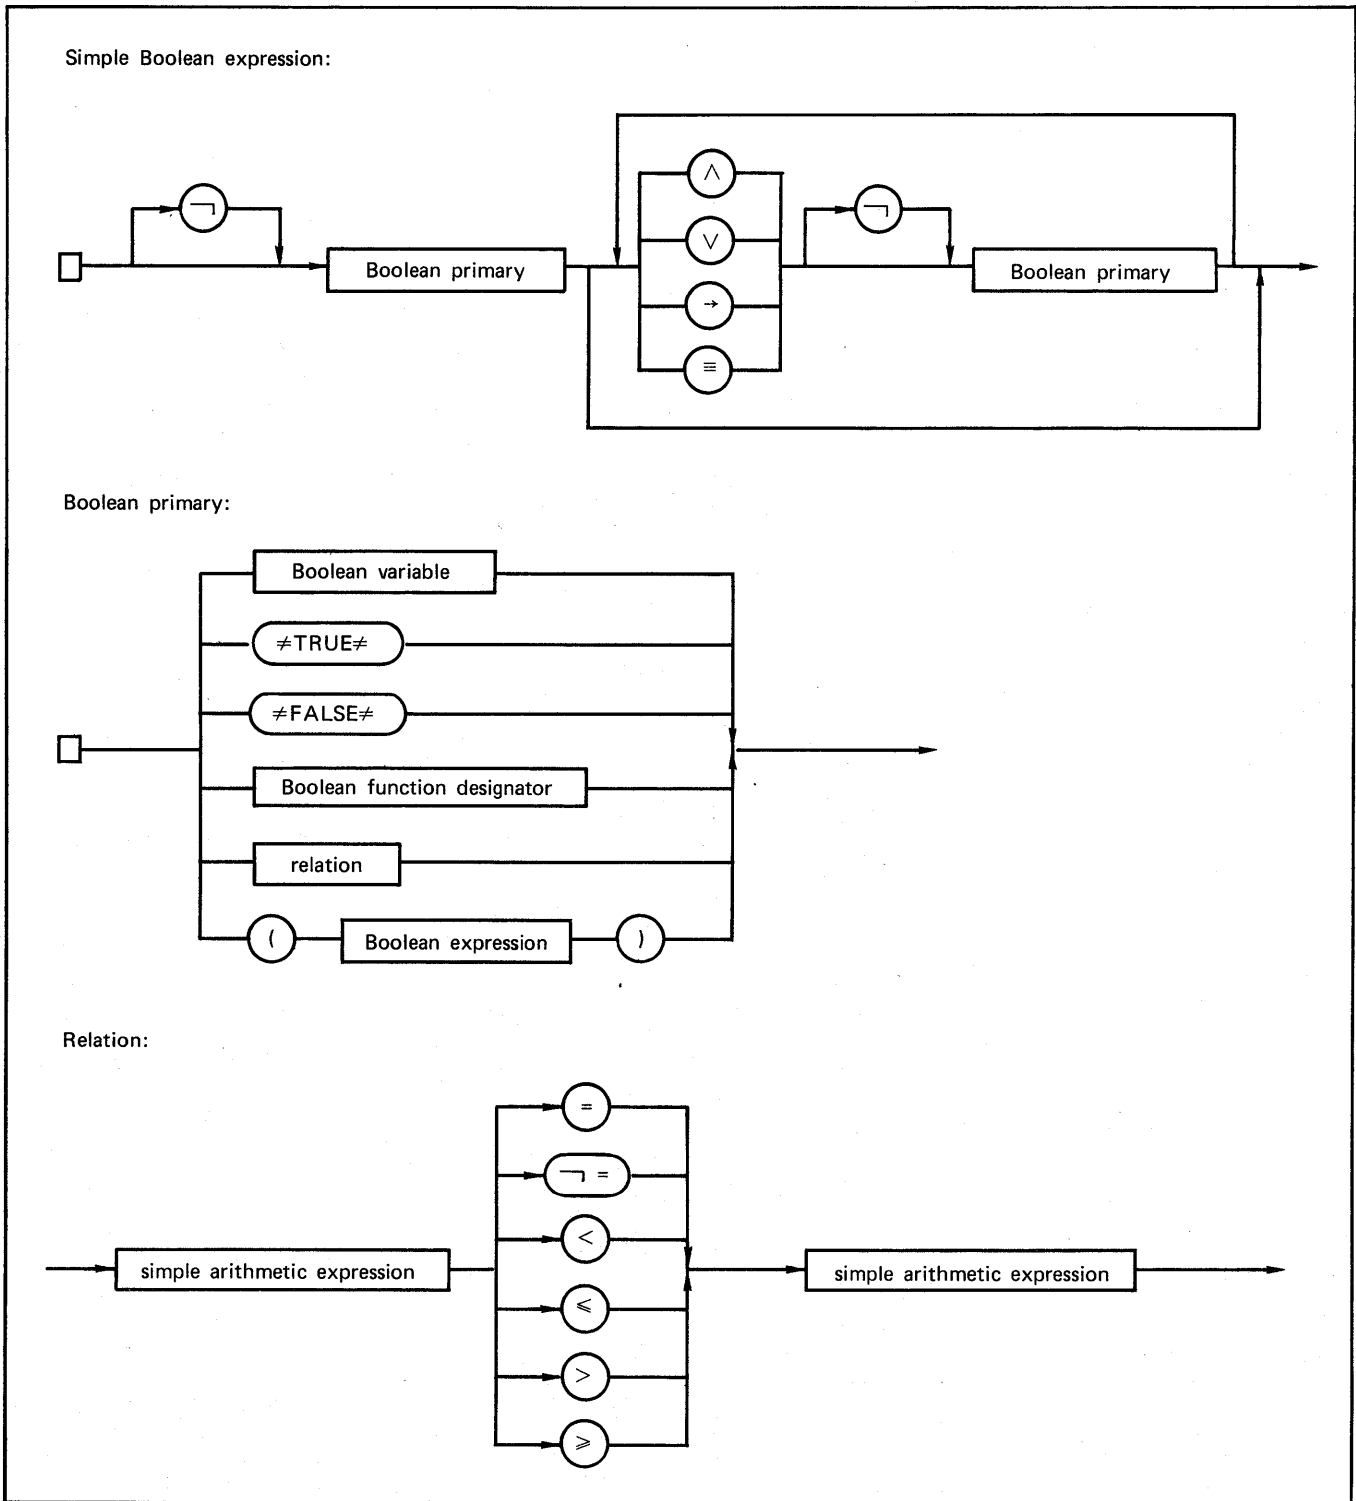 Simple Boolean expression:
∧
¬
¬
∨
Boolean primary
Boolean primary
→
≡
Boolean primary:
Boolean variable
≠TRUE≠
≠FALSE≠
Boolean function designator
relation
( Boolean expression )
Relation:
=
¬ =
<
simple arithmetic expression
simple arithmetic expression
⩽
>
⩾